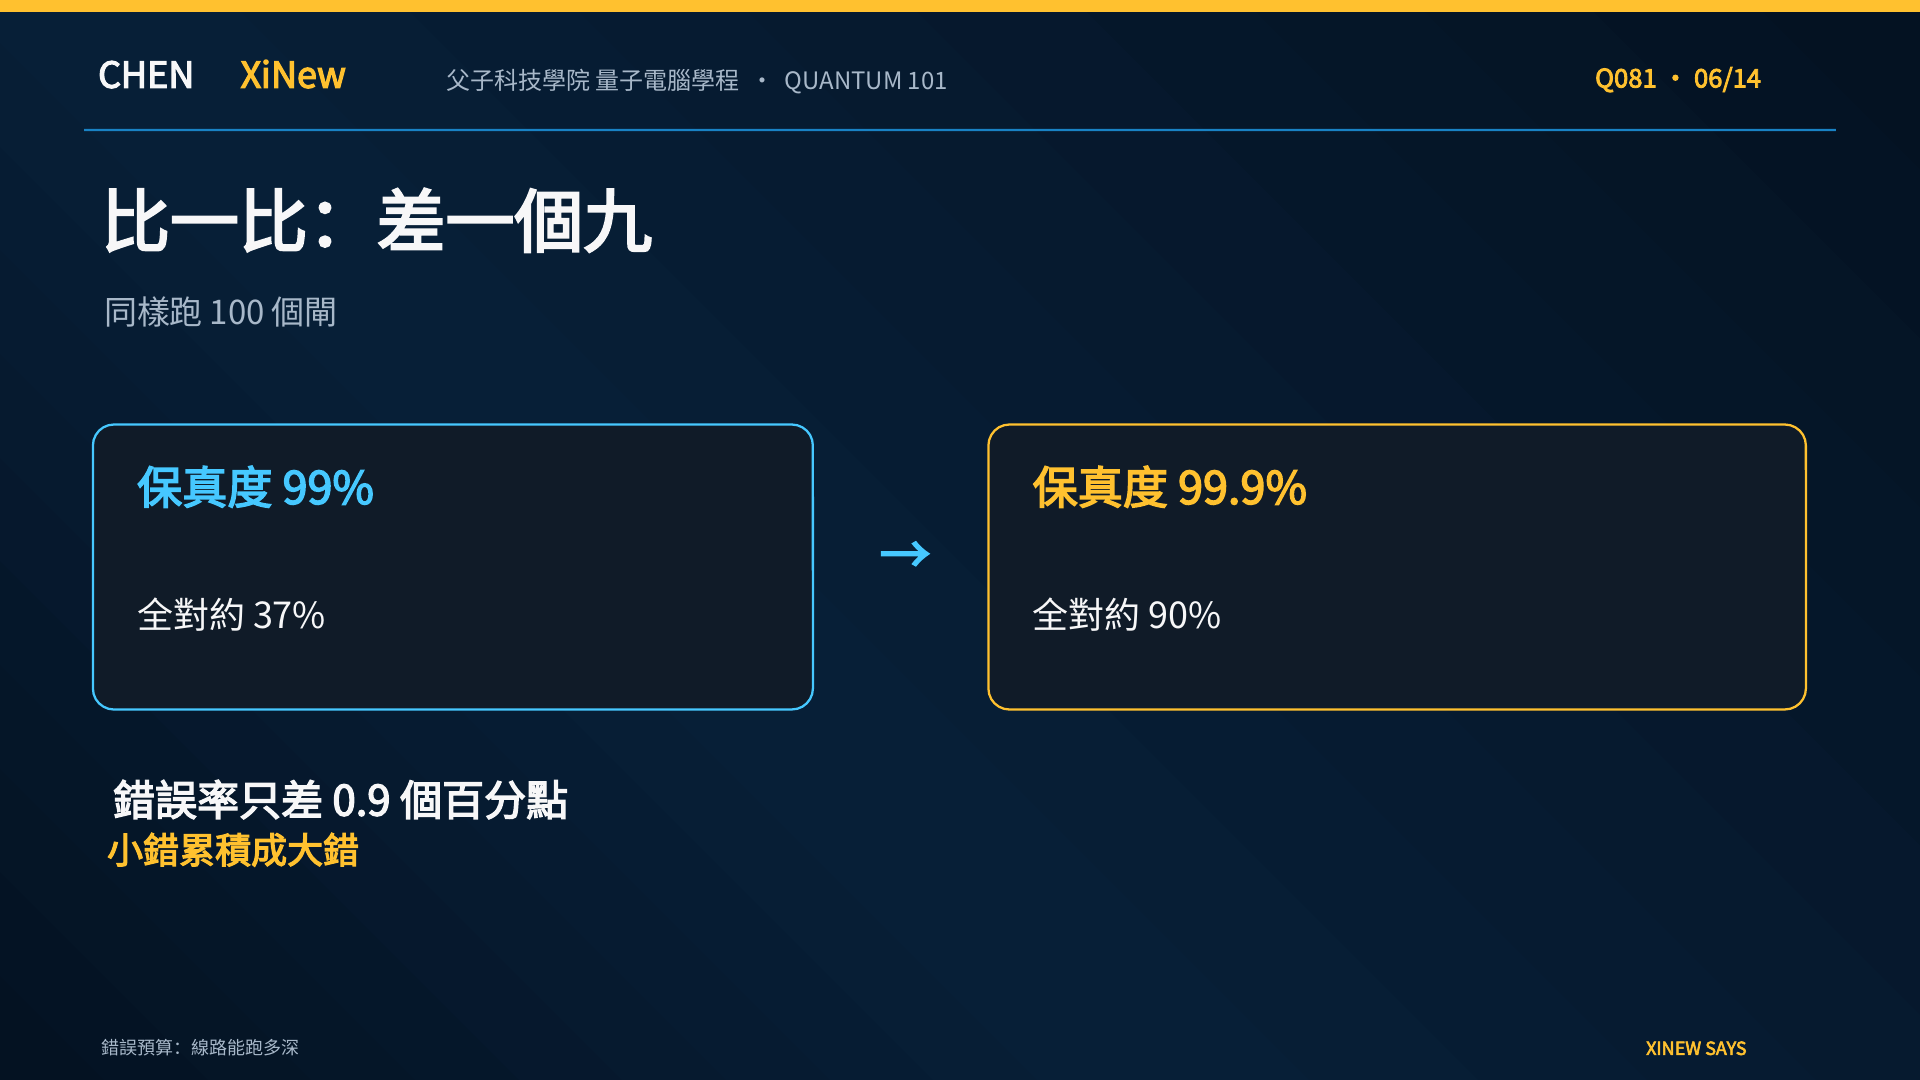 CHEN XiNew 父子科技學院 量子電腦學程 · QUANTUM 101 Q081 · 06/14
比一比：差一個九
同樣跑 100 個閘
保真度 99%
全對約 37%
→
保真度 99.9%
全對約 90%
錯誤率只差 0.9 個百分點
小錯累積成大錯
錯誤預算：線路能跑多深 XINEW SAYS